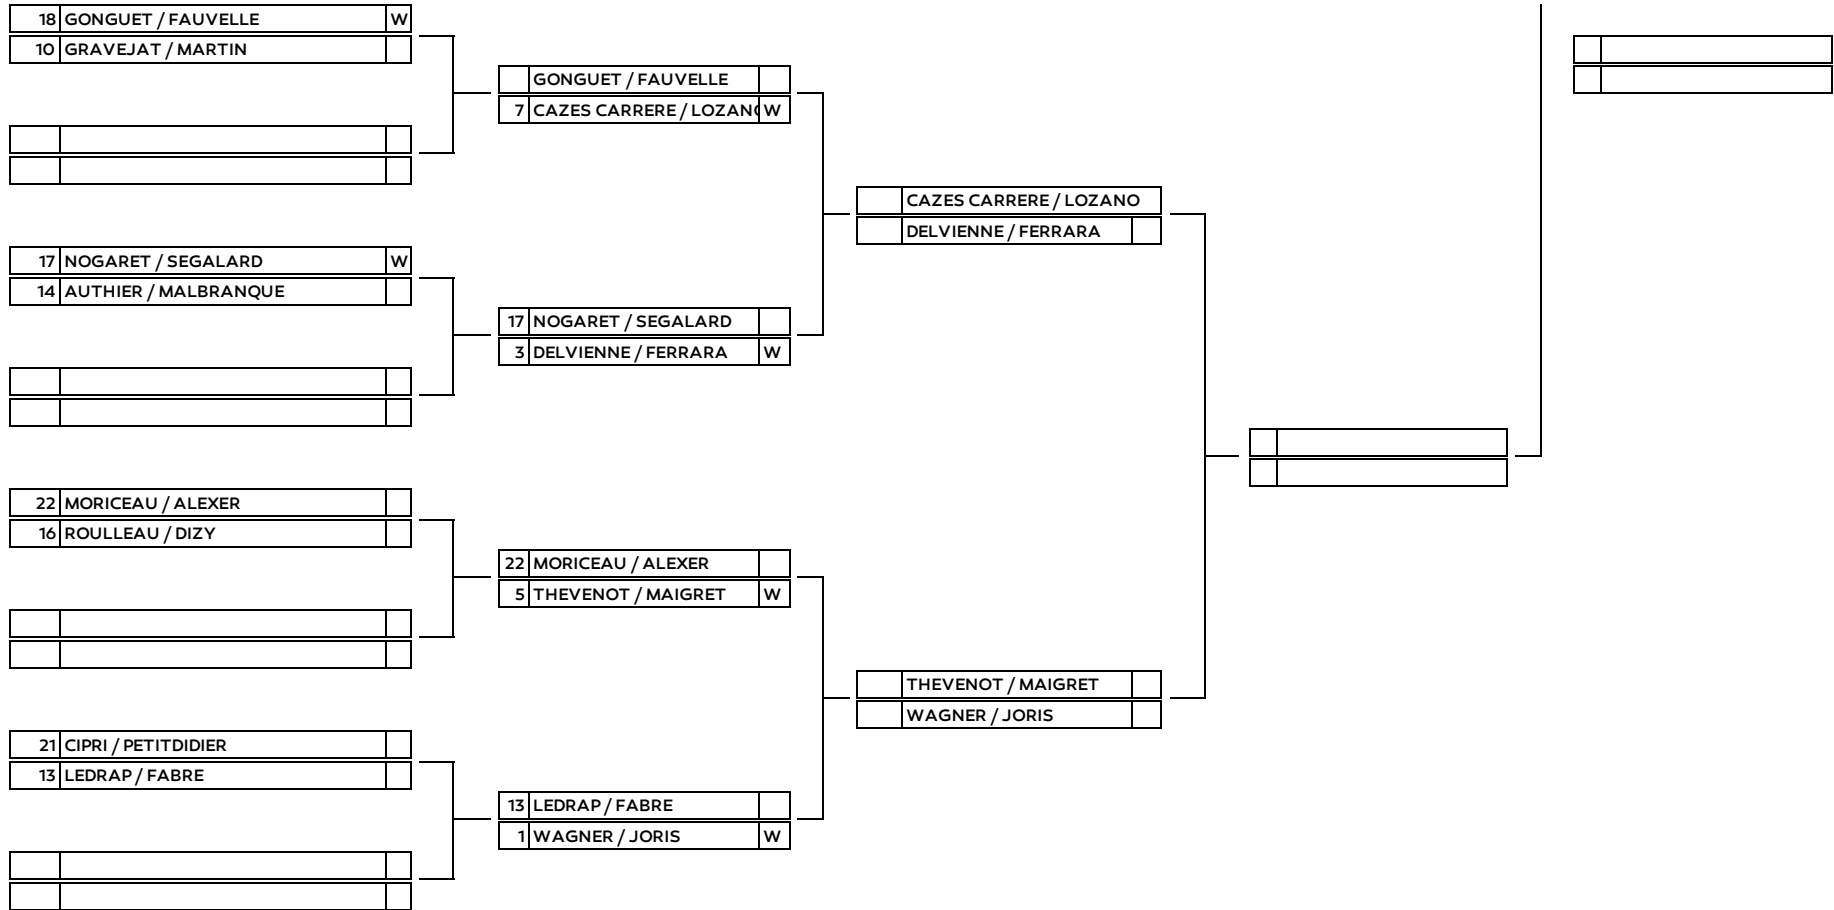 18 GONGUET / FAUVELLE W
10 GRAVEJAT / MARTIN
GONGUET / FAUVELLE
7 CAZES CARRERE / LOZANO W
CAZES CARRERE / LOZANO
DELVIENNE / FERRARA
17 NOGARET / SEGALARD W
14 AUTHIER / MALBRANQUE
17 NOGARET / SEGALARD
3 DELVIENNE / FERRARA W
22 MORICEAU / ALEXER
16 ROULLEAU / DIZY
22 MORICEAU / ALEXER
5 THEVENOT / MAIGRET W
THEVENOT / MAIGRET
WAGNER / JORIS
21 CIPRI / PETITDIDIER
13 LEDRAP / FABRE
13 LEDRAP / FABRE
1 WAGNER / JORIS W